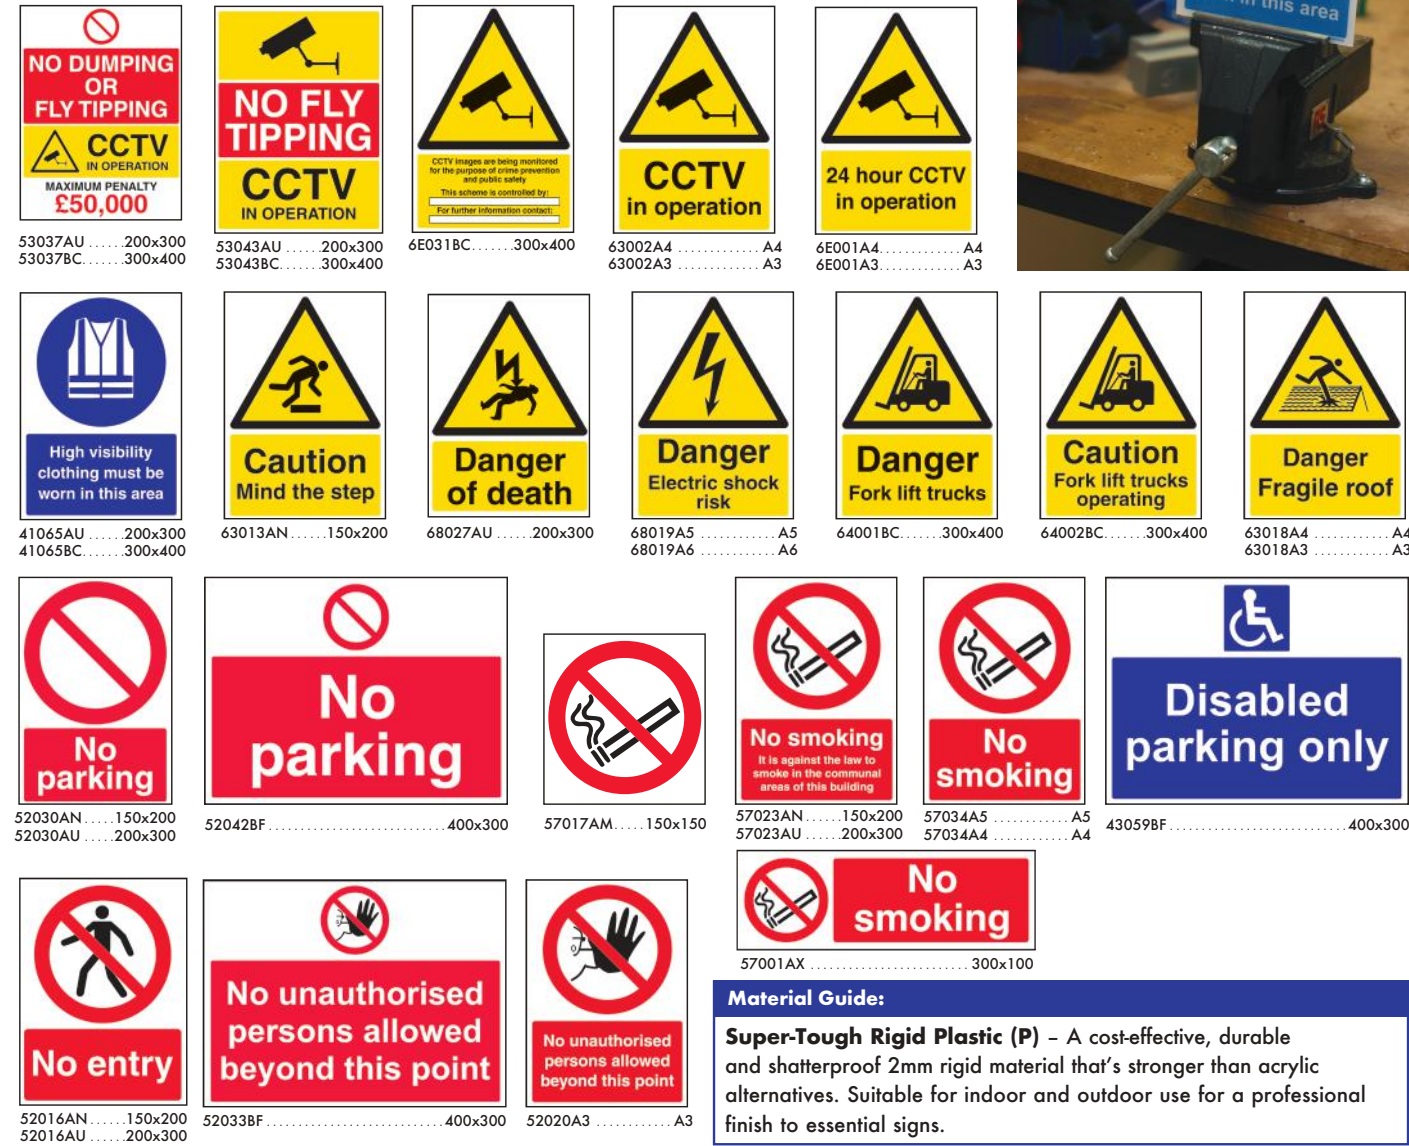 NO DUMPING
OR
FLY TIPPING
CCTV
IN OPERATION
MAXIMUM PENALTY
£50,000
53037AU ......200x300
53037BC.......300x400
NO FLY
TIPPING
CCTV
IN OPERATION
53043AU ......200x300
53043BC.......300x400
CCTV images are being monitored
for the purpose of crime prevention
and public safety
This scheme is controlled by:
For further information contact:
6E031BC.......300x400
CCTV
in operation
63002A4 .............A4
63002A3 .............A3
24 hour CCTV
in operation
6E001A4.............A4
6E001A3.............A3
in this area
High visibility
clothing must be
worn in this area
41065AU ......200x300
41065BC.......300x400
Caution
Mind the step
63013AN......150x200
Danger
of death
68027AU ......200x300
Danger
Electric shock
risk
68019A5 ............A5
68019A6 ............A6
Danger
Fork lift trucks
64001BC.......300x400
Caution
Fork lift trucks
operating
64002BC.......300x400
Danger
Fragile roof
63018A4 ............A4
63018A3 ............A3
No
parking
52030AN.....150x200
52030AU .....200x300
No
parking
52042BF............................400x300
57017AM.....150x150
No smoking
It is against the law to
smoke in the communal
areas of this building
57023AN......150x200
57023AU ......200x300
No
smoking
57034A5 ............A5
57034A4 ............A4
Disabled
parking only
43059BF............................400x300
No
smoking
57001AX .........................300x100
No entry
52016AN......150x200
52016AU ......200x300
No unauthorised
persons allowed
beyond this point
52033BF............................400x300
No unauthorised
persons allowed
beyond this point
52020A3 ............A3
Material Guide:
Super-Tough Rigid Plastic (P) – A cost-effective, durable
and shatterproof 2mm rigid material that's stronger than acrylic
alternatives. Suitable for indoor and outdoor use for a professional
finish to essential signs.